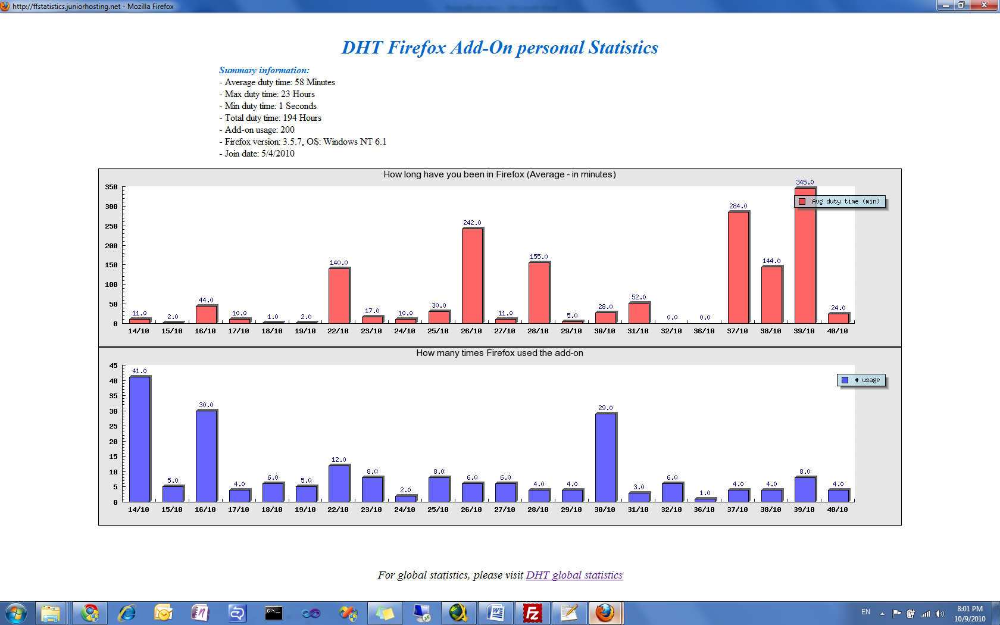 http://ffstatistics.juniorhosting.net - Mozilla Firefox
DHT Firefox Add-On personal Statistics
Summary information:
- Average duty time: 58 Minutes
- Max duty time: 23 Hours
- Min duty time: 1 Seconds
- Total duty time: 194 Hours
- Add-on usage: 200
- Firefox version: 3.5.7, OS: Windows NT 6.1
- Join date: 5/4/2010
How long have you been in Firefox (Average - in minutes)
350
300
250
200
150
100
50
0
11.0 2.0 44.0 10.0 1.0 2.0 140.0 17.0 10.0 30.0 242.0 11.0 155.0 5.0 28.0 52.0 0.0 0.0 284.0 144.0 345.0 24.0
Avg duty time (min)
14/10 15/10 16/10 17/10 18/10 19/10 22/10 23/10 24/10 25/10 26/10 27/10 28/10 29/10 30/10 31/10 32/10 36/10 37/10 38/10 39/10 40/10
How many times Firefox used the add-on
45
40
35
30
25
20
15
10
5
0
41.0 5.0 30.0 4.0 6.0 5.0 12.0 8.0 2.0 8.0 6.0 6.0 4.0 4.0 29.0 3.0 6.0 1.0 4.0 4.0 8.0 4.0
# usage
14/10 15/10 16/10 17/10 18/10 19/10 22/10 23/10 24/10 25/10 26/10 27/10 28/10 29/10 30/10 31/10 32/10 36/10 37/10 38/10 39/10 40/10
For global statistics, please visit DHT global statistics
EN
8:01 PM
10/9/2010